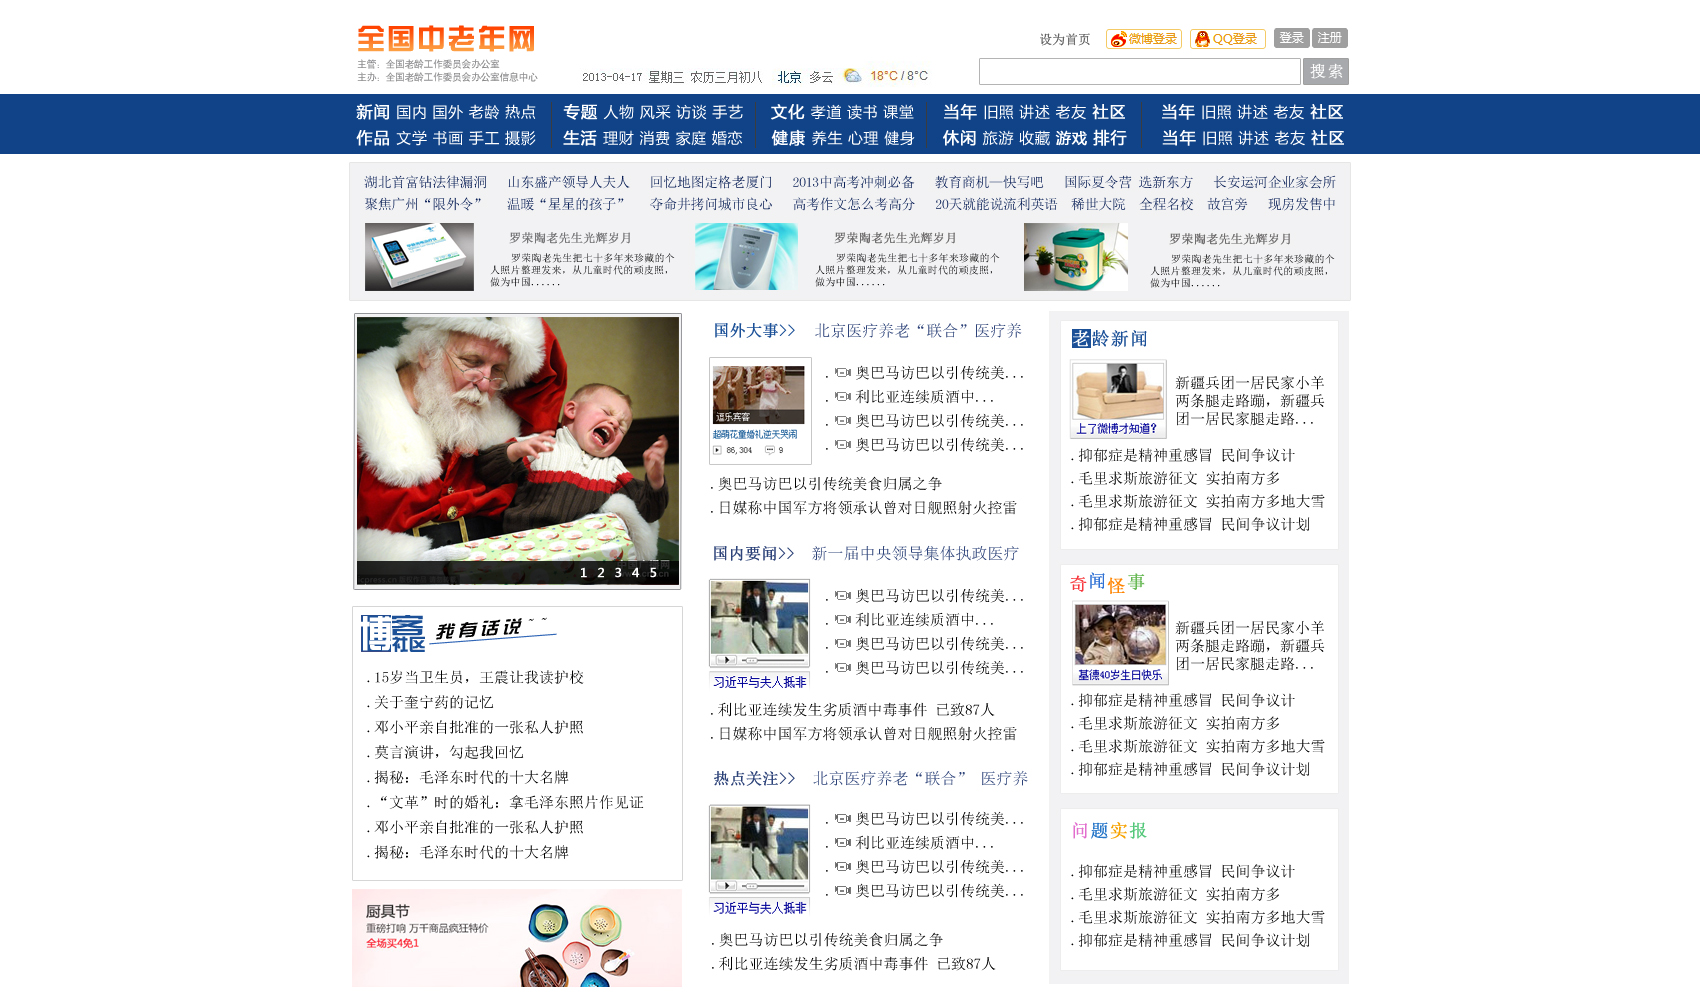 全国中老年网
主管：全国老龄工作委员会办公室
主办：全国老龄工作委员会办公室信息中心
2013-04-17 星期三 农历三月初八 北京 多云 18°C / 8°C
设为首页 微博登录 QQ登录 登录 注册
搜索
新闻 国内 国外 老龄 热点 专题 人物 风采 访谈 手艺 文化 孝道 读书 课堂 当年 旧照 讲述 老友 社区 当年 旧照 讲述 老友 社区
作品 文学 书画 手工 摄影 生活 理财 消费 家庭 婚恋 健康 养生 心理 健身 休闲 旅游 收藏 游戏 排行 当年 旧照 讲述 老友 社区
湖北首富钻法律漏洞 山东盛产领导人夫人 回忆地图定格老厦门 2013中高考冲刺必备 教育商机—快写吧 国际夏令营 选新东方 长安运河企业家会所
聚焦广州“限外令” 温暖“星星的孩子” 夺命井拷问城市良心 高考作文怎么考高分 20天就能说流利英语 稀世大院 全程名校 故宫旁 现房发售中
罗荣陶老先生光辉岁月
罗荣陶老先生把七十多年来珍藏的个
人照片整理发来，从儿童时代的顽皮照，
做为中国......
罗荣陶老先生光辉岁月
罗荣陶老先生把七十多年来珍藏的个
人照片整理发来，从儿童时代的顽皮照，
做为中国......
罗荣陶老先生光辉岁月
罗荣陶老先生把七十多年来珍藏的个
人照片整理发来，从儿童时代的顽皮照，
做为中国......
1 2 3 4 5
博客社区 我有话说~~
.15岁当卫生员，王震让我读护校
.关于奎宁药的记忆
.邓小平亲自批准的一张私人护照
.莫言演讲，勾起我回忆
.揭秘：毛泽东时代的十大名牌
.“文革”时的婚礼：拿毛泽东照片作见证
.邓小平亲自批准的一张私人护照
.揭秘：毛泽东时代的十大名牌
厨具节
重磅打响 万千商品疯狂特价
全场买4免1
国外大事>> 北京医疗养老“联合”医疗养
逗乐宾客
超萌花童婚礼逆天哭闹
86,304 9
.奥巴马访巴以引传统美...
.利比亚连续质酒中...
.奥巴马访巴以引传统美...
.奥巴马访巴以引传统美...
.奥巴马访巴以引传统美食归属之争
.日媒称中国军方将领承认曾对日舰照射火控雷
国内要闻>> 新一届中央领导集体执政医疗
习近平与夫人抵非
.奥巴马访巴以引传统美...
.利比亚连续质酒中...
.奥巴马访巴以引传统美...
.奥巴马访巴以引传统美...
.利比亚连续发生劣质酒中毒事件 已致87人
.日媒称中国军方将领承认曾对日舰照射火控雷
热点关注>> 北京医疗养老“联合” 医疗养
习近平与夫人抵非
.奥巴马访巴以引传统美...
.利比亚连续质酒中...
.奥巴马访巴以引传统美...
.奥巴马访巴以引传统美...
.奥巴马访巴以引传统美食归属之争
.利比亚连续发生劣质酒中毒事件 已致87人
老龄新闻
上了微博才知道?
新疆兵团一居民家小羊
两条腿走路蹦，新疆兵
团一居民家腿走路...
.抑郁症是精神重感冒 民间争议计
.毛里求斯旅游征文 实拍南方多
.毛里求斯旅游征文 实拍南方多地大雪
.抑郁症是精神重感冒 民间争议计划
奇闻怪事
基德40岁生日快乐
新疆兵团一居民家小羊
两条腿走路蹦，新疆兵
团一居民家腿走路...
.抑郁症是精神重感冒 民间争议计
.毛里求斯旅游征文 实拍南方多
.毛里求斯旅游征文 实拍南方多地大雪
.抑郁症是精神重感冒 民间争议计划
问题实报
.抑郁症是精神重感冒 民间争议计
.毛里求斯旅游征文 实拍南方多
.毛里求斯旅游征文 实拍南方多地大雪
.抑郁症是精神重感冒 民间争议计划